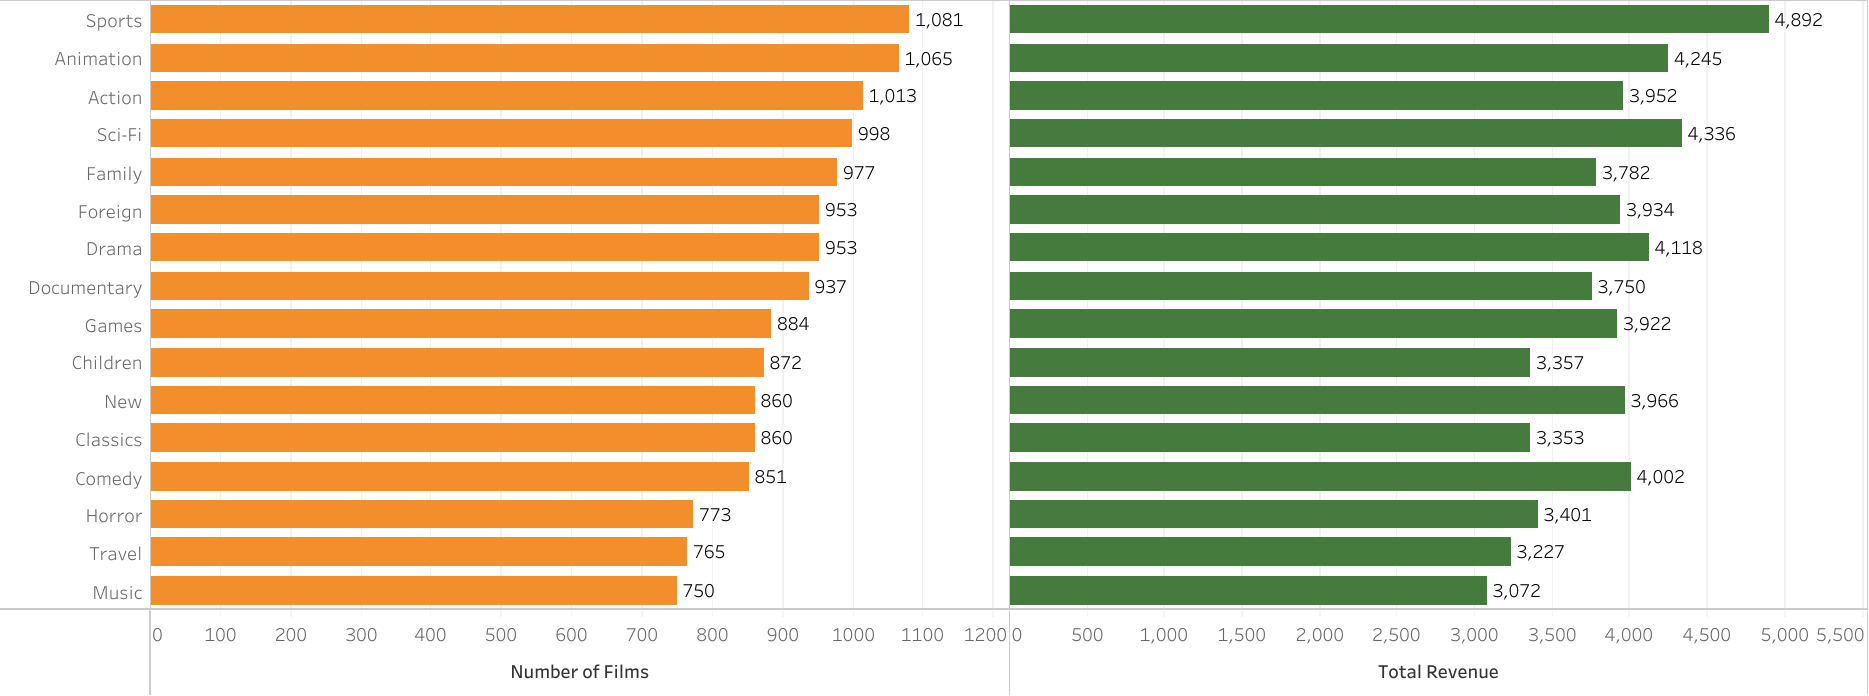 Sports 1,081 4,892
Animation 1,065 4,245
Action 1,013 3,952
Sci-Fi 998 4,336
Family 977 3,782
Foreign 953 3,934
Drama 953 4,118
Documentary 937 3,750
Games 884 3,922
Children 872 3,357
New 860 3,966
Classics 860 3,353
Comedy 851 4,002
Horror 773 3,401
Travel 765 3,227
Music 750 3,072
0 100 200 300 400 500 600 700 800 900 1000 1100 1200 0 500 1,000 1,500 2,000 2,500 3,000 3,500 4,000 4,500 5,000 5,500
Number of Films Total Revenue